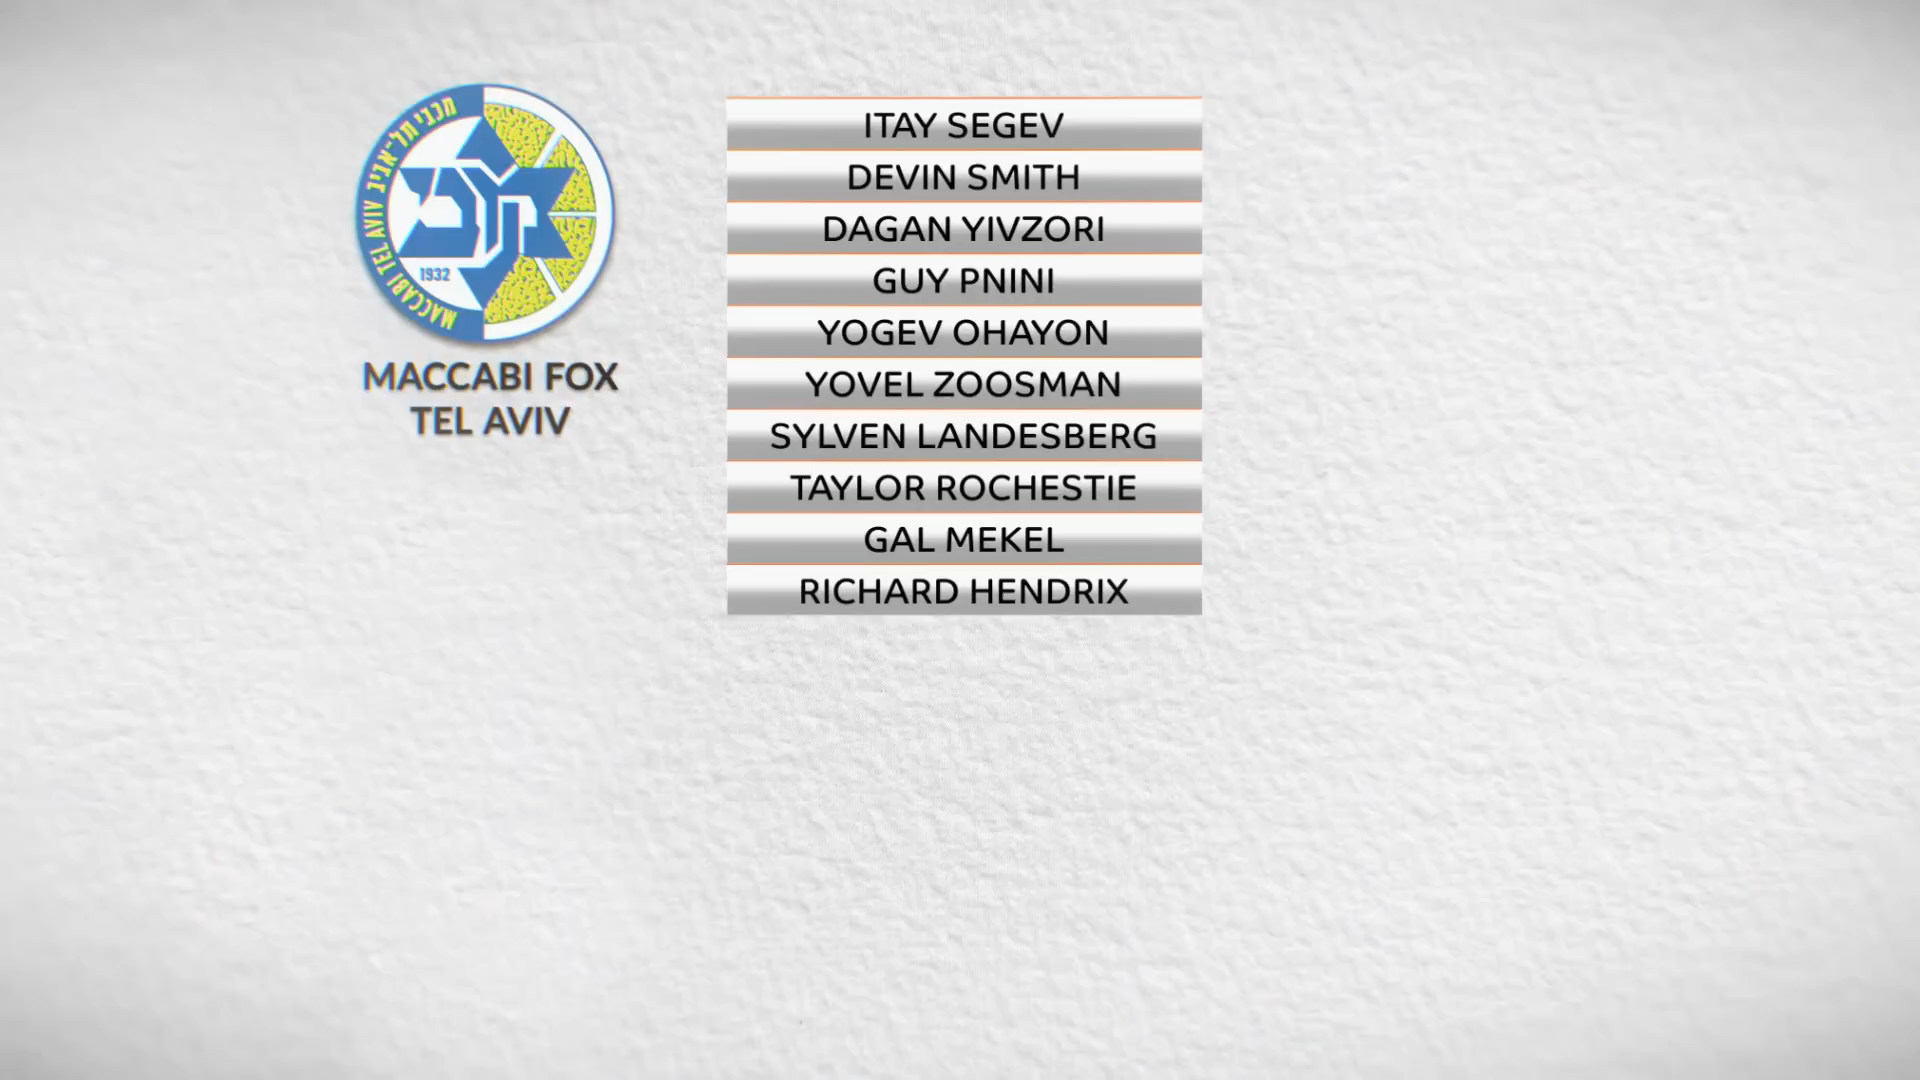 מכבי תל-אביב
MACCABI TEL AVIV
1932
MACCABI FOX
TEL AVIV
ITAY SEGEV
DEVIN SMITH
DAGAN YIVZORI
GUY PNINI
YOGEV OHAYON
YOVEL ZOOSMAN
SYLVEN LANDESBERG
TAYLOR ROCHESTIE
GAL MEKEL
RICHARD HENDRIX